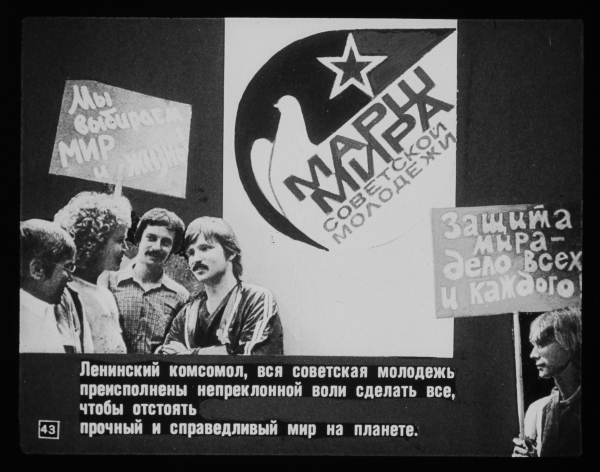 Мы
выбираем
МИР
и жизнь!
МАРШ
МИРА
СОВЕТСКОЙ
МОЛОДЕЖИ
Защита
мира-
дело всех
и каждого!
Ленинский комсомол, вся советская молодежь
преисполнены непреклонной воли сделать все,
чтобы отстоять
прочный и справедливый мир на планете.
43